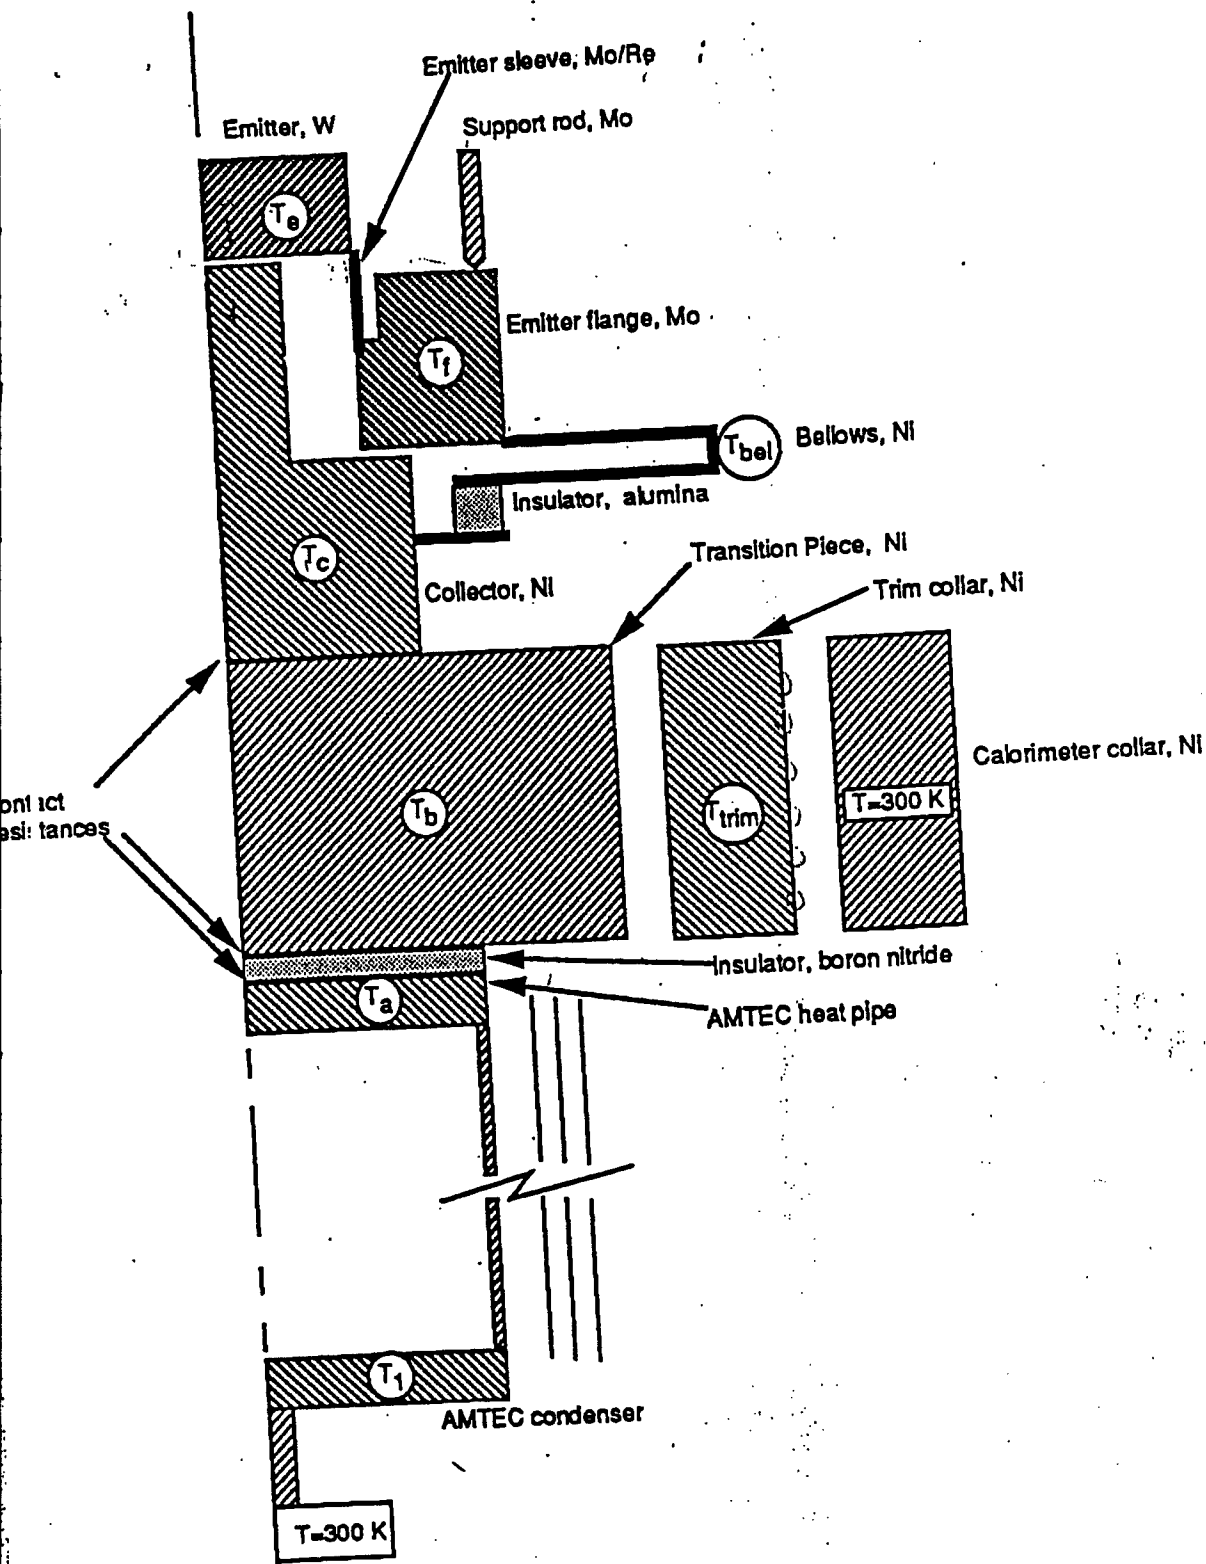 Emitter sleeve, Mo/Re
Emitter, W
Support rod, Mo
Te
Emitter flange, Mo
Tf
Tbel
Bellows, Ni
Insulator, alumina
Transition Piece, Ni
Tc
Collector, Ni
Trim collar, Ni
Calorimeter collar, Ni
T=300 K
ontact
esistances
Tb
Ttrim
Insulator, boron nitride
Ta
AMTEC heat pipe
T1
AMTEC condenser
T=300 K